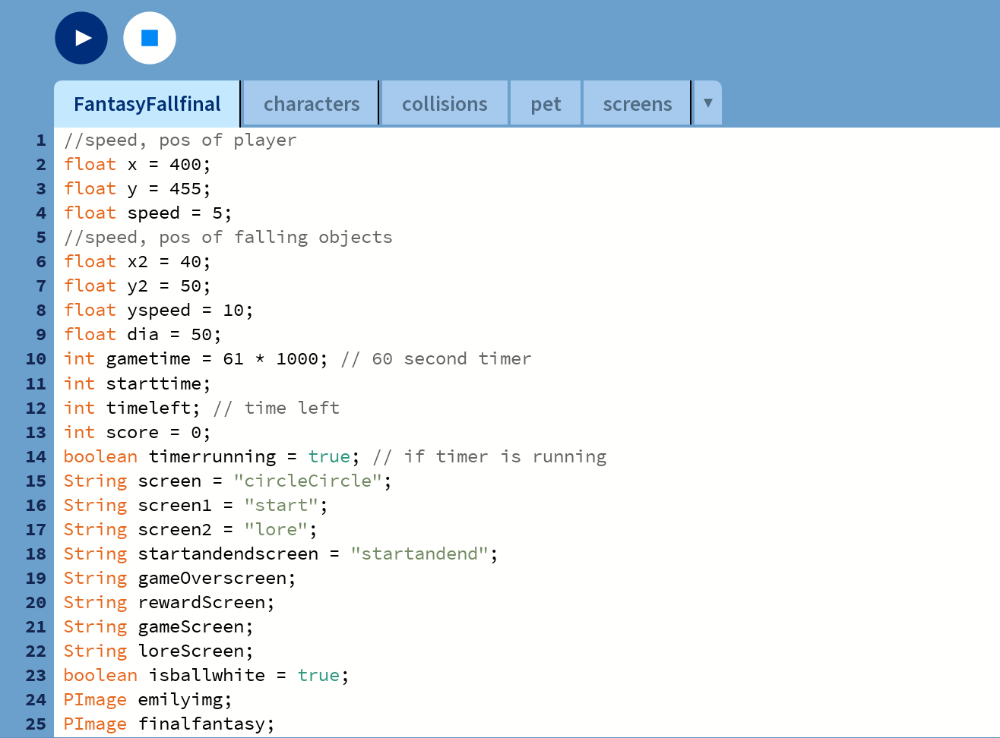 FantasyFallfinal characters collisions pet screens ▼
1 //speed, pos of player
2 float x = 400;
3 float y = 455;
4 float speed = 5;
5 //speed, pos of falling objects
6 float x2 = 40;
7 float y2 = 50;
8 float yspeed = 10;
9 float dia = 50;
10 int gametime = 61 * 1000; // 60 second timer
11 int starttime;
12 int timeleft; // time left
13 int score = 0;
14 boolean timerrunning = true; // if timer is running
15 String screen = "circleCircle";
16 String screen1 = "start";
17 String screen2 = "lore";
18 String startandendscreen = "startandend";
19 String gameOverscreen;
20 String rewardScreen;
21 String gameScreen;
22 String loreScreen;
23 boolean isballwhite = true;
24 PImage emilyimg;
25 PImage finalfantasy;